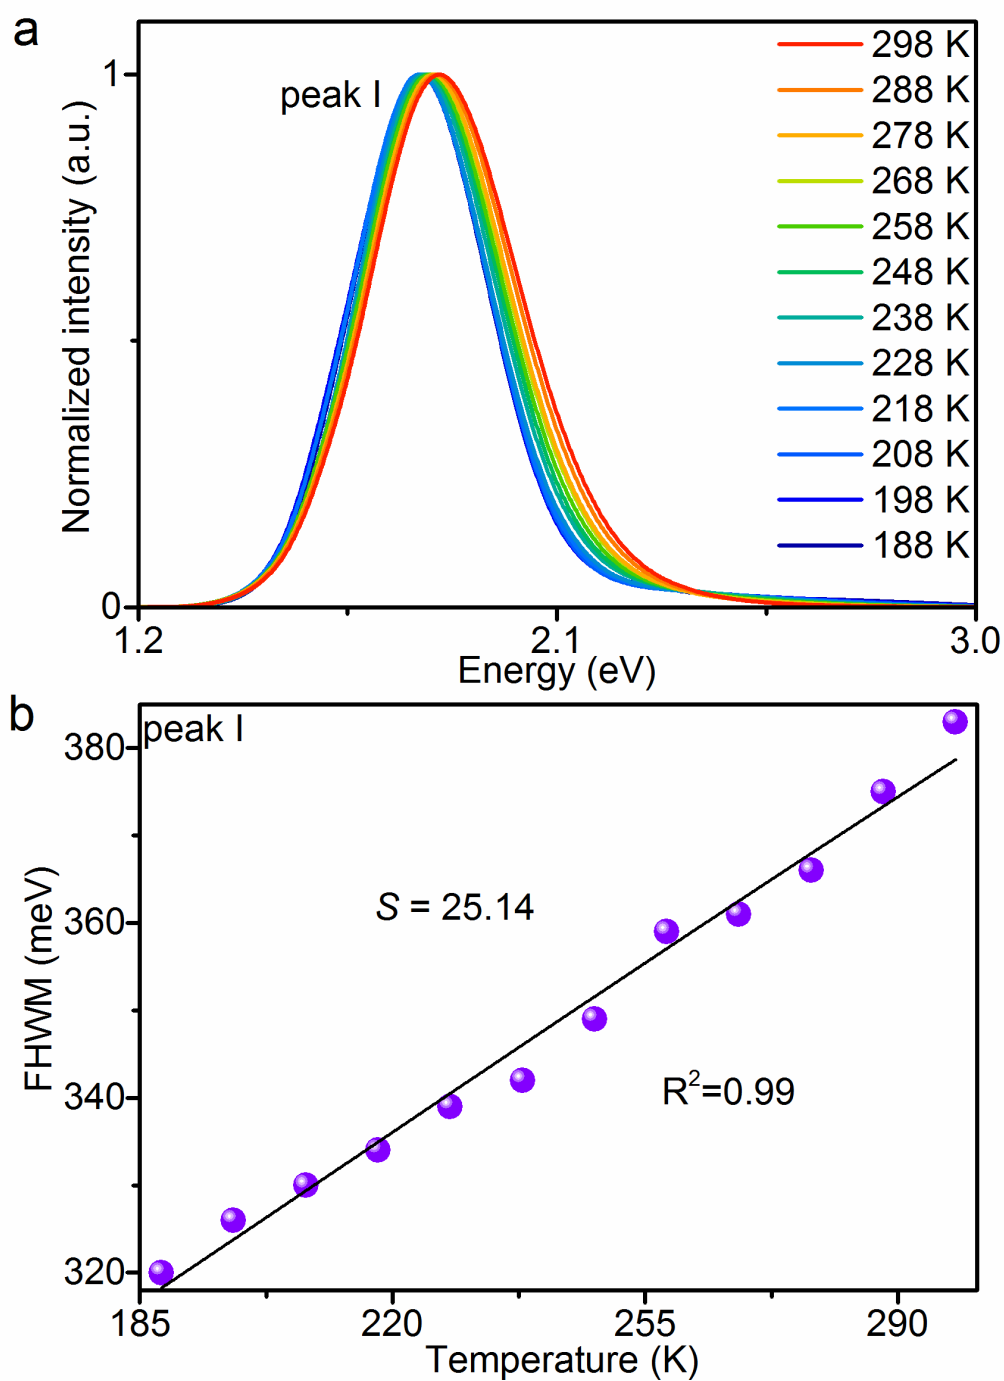 a
Normalized intensity (a.u.)
1
0
peak I
298 K
288 K
278 K
268 K
258 K
248 K
238 K
228 K
218 K
208 K
198 K
188 K
1.2
2.1
3.0
Energy (eV)
b
peak I
FHWM (meV)
380
360
340
320
S = 25.14
R²=0.99
185
220
255
290
Temperature (K)